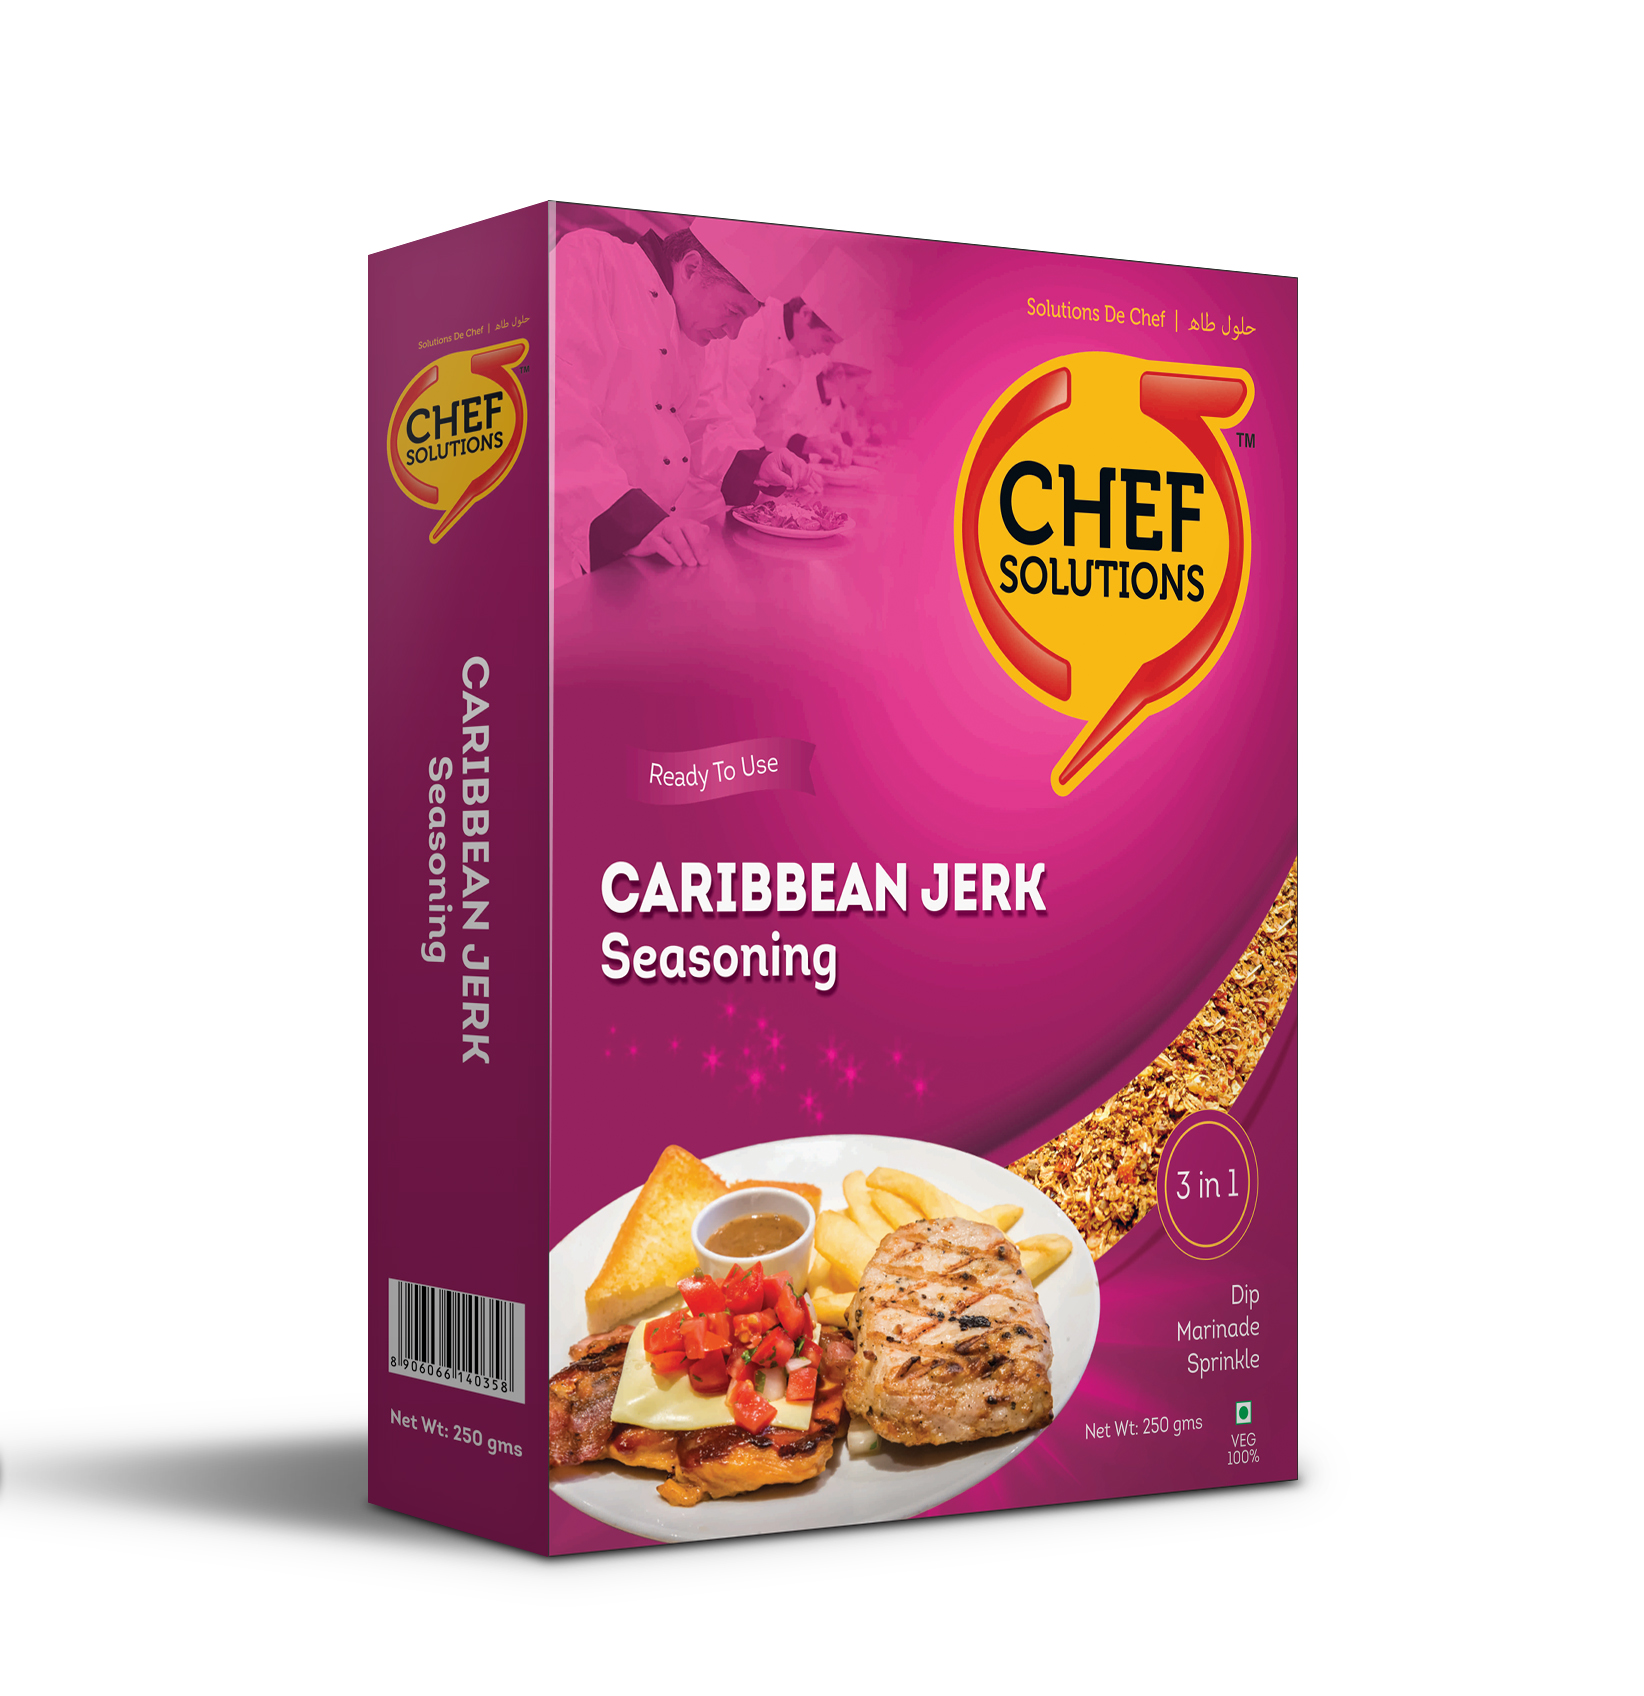 Solutions De Chef | حلول طاه
CHEF
SOLUTIONS
TM
CARIBBEAN JERK
Seasoning
8 906066 140358
Net Wt: 250 gms
Solutions De Chef | حلول طاه
CHEF
SOLUTIONS
TM
Ready To Use
CARIBBEAN JERK
Seasoning
3 in 1
Dip
Marinade
Sprinkle
Net Wt: 250 gms
VEG
100%